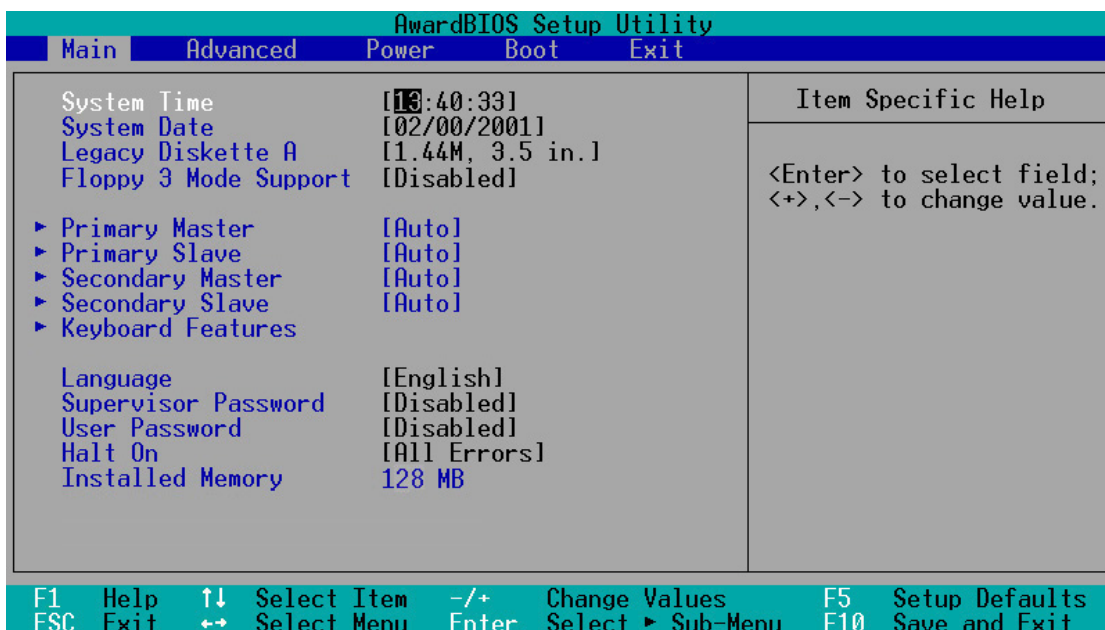 AwardBIOS Setup Utility
Main Advanced Power Boot Exit
System Time [13:40:33]
System Date [02/00/2001]
Legacy Diskette A [1.44M, 3.5 in.]
Floppy 3 Mode Support [Disabled]
▶ Primary Master [Auto]
▶ Primary Slave [Auto]
▶ Secondary Master [Auto]
▶ Secondary Slave [Auto]
▶ Keyboard Features
Language [English]
Supervisor Password [Disabled]
User Password [Disabled]
Halt On [All Errors]
Installed Memory 128 MB
Item Specific Help
<Enter> to select field;
<+>,<-> to change value.
F1 Help ↑↓ Select Item -/+ Change Values F5 Setup Defaults
ESC Exit ←→ Select Menu Enter Select ▶ Sub-Menu F10 Save and Exit